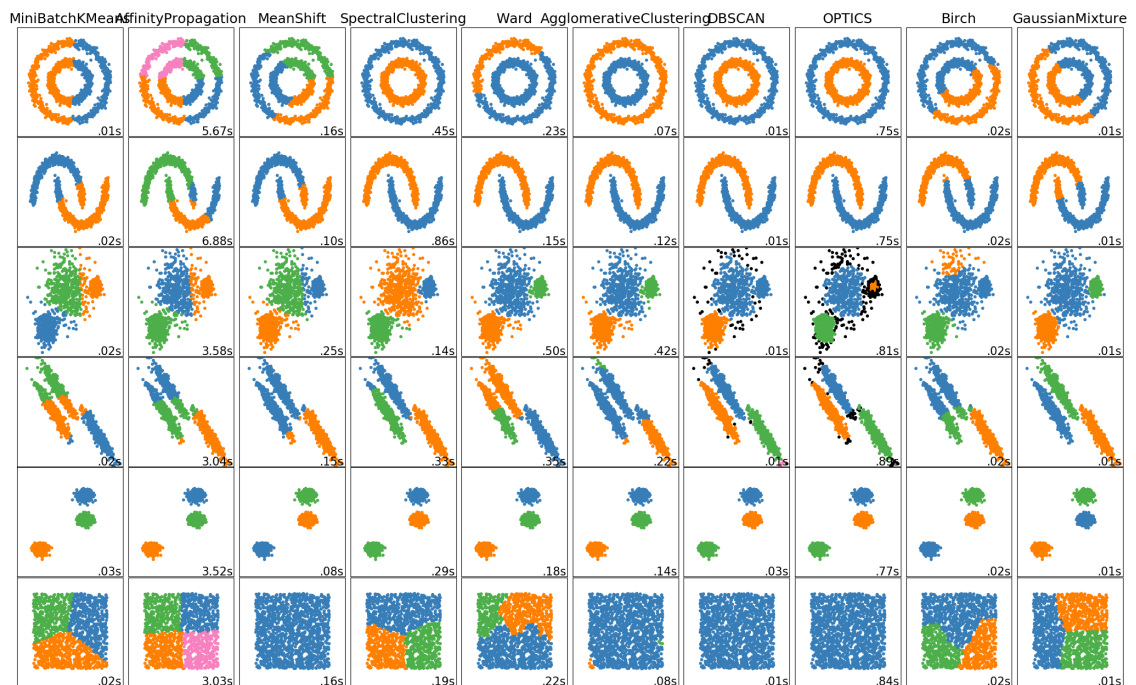 MiniBatchKMeans AffinityPropagation MeanShift SpectralClustering Ward AgglomerativeClustering DBSCAN OPTICS Birch GaussianMixture
.01s 5.67s .16s .45s .23s .07s .01s .75s .02s .01s
.02s 6.88s .10s .86s .15s .12s .01s .75s .02s .01s
.02s 3.58s .25s .14s .50s .42s .01s .81s .02s .01s
.02s 3.04s .15s .33s .35s .22s .01s .89s .02s .01s
.03s 3.52s .08s .29s .18s .14s .03s .77s .02s .01s
.02s 3.03s .16s .19s .22s .08s .01s .84s .02s .01s